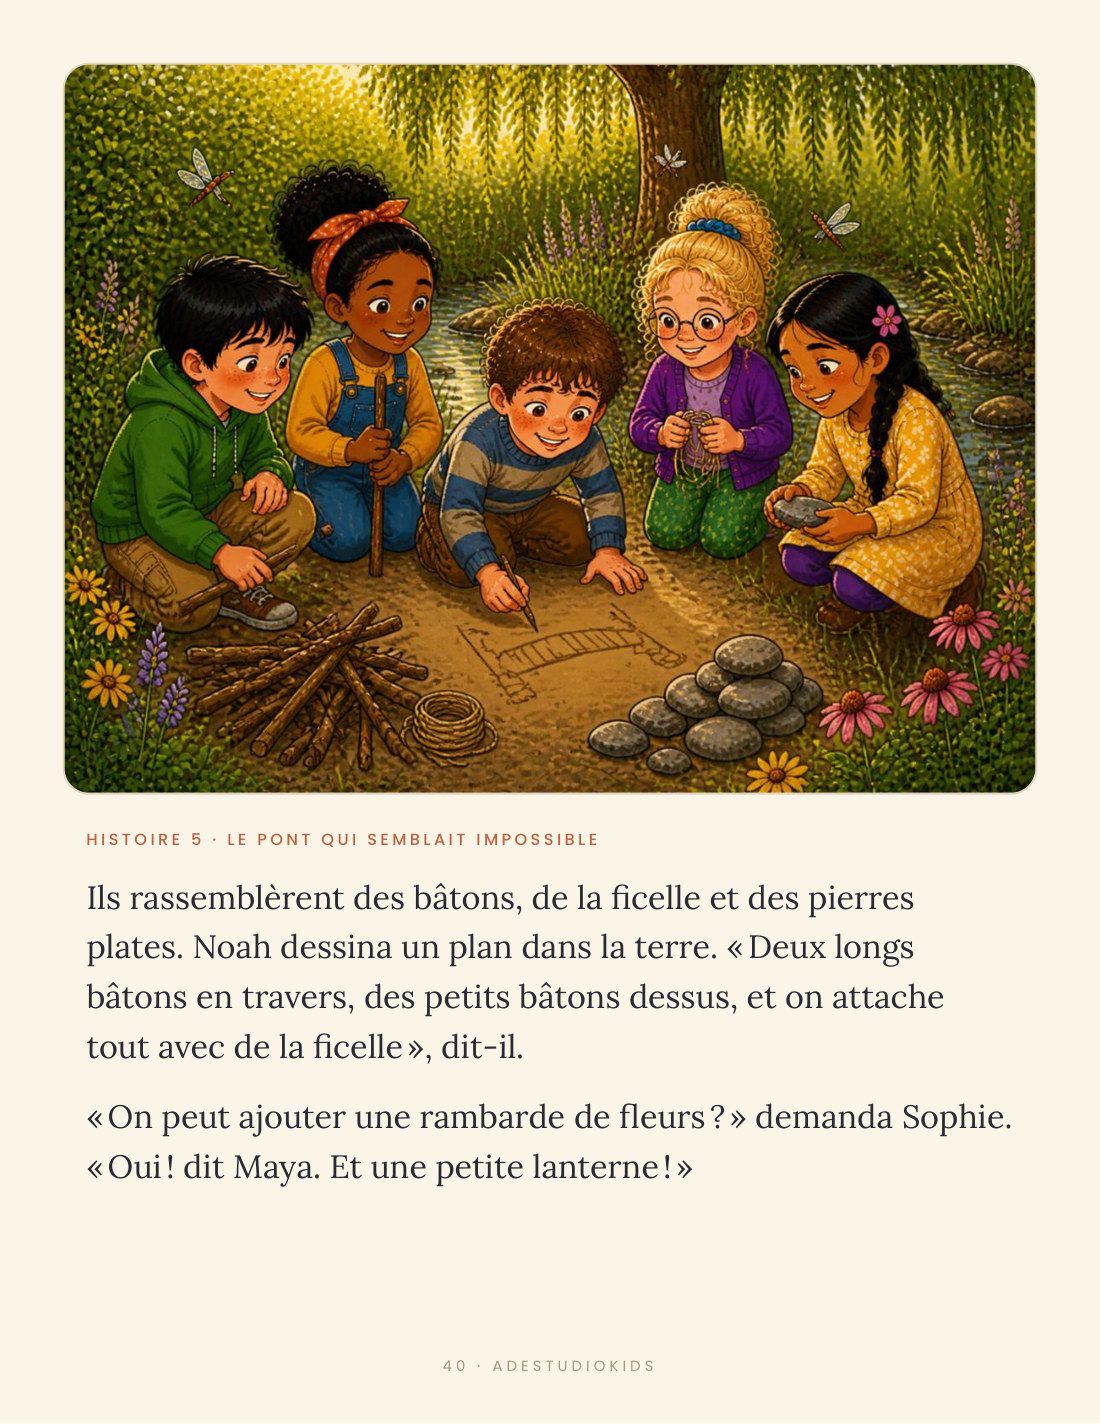 HISTOIRE 5 · LE PONT QUI SEMBLAIT IMPOSSIBLE
Ils rassemblèrent des bâtons, de la ficelle et des pierres
plates. Noah dessina un plan dans la terre. « Deux longs
bâtons en travers, des petits bâtons dessus, et on attache
tout avec de la ficelle », dit-il.
« On peut ajouter une rambarde de fleurs ? » demanda Sophie.
« Oui ! dit Maya. Et une petite lanterne ! »
40 · ADESTUDIOKIDS